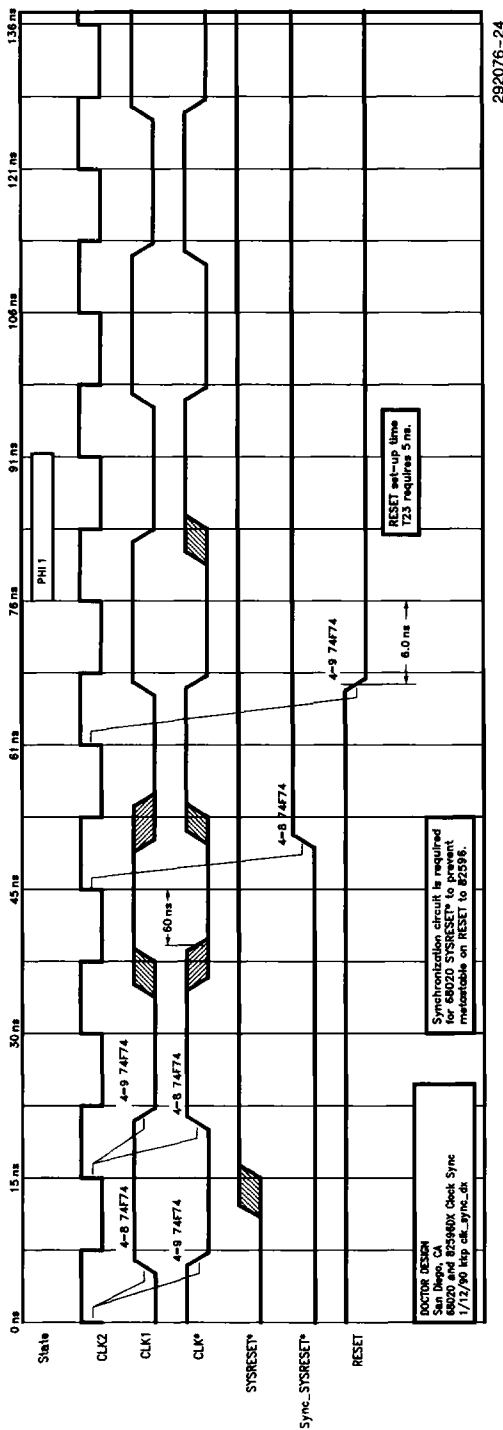 0 ns
15 ns
30 ns
45 ns
61 ns
76 ns
91 ns
106 ns
121 ns
136 ns
State
PHI 1
CLK2
CLK1
4-8 74F74
4-9 74F74
CLK*
4-9 74F74
4-8 74F74
60 ns
SYSRESET*
Sync_SYSRESET*
4-8 74F74
RESET
4-9 74F74
6.0 ns
RESET set-up time
T23 requires 5 ns.
Synchronization circuit is required
for 68020 SYSRESET* to prevent
metastable on RESET to 82596.
DOCTOR DESIGN
San Diego, CA
68020 and 82596DX Clock Sync
1/12/90 kkp clk_sync_dx
292076-24